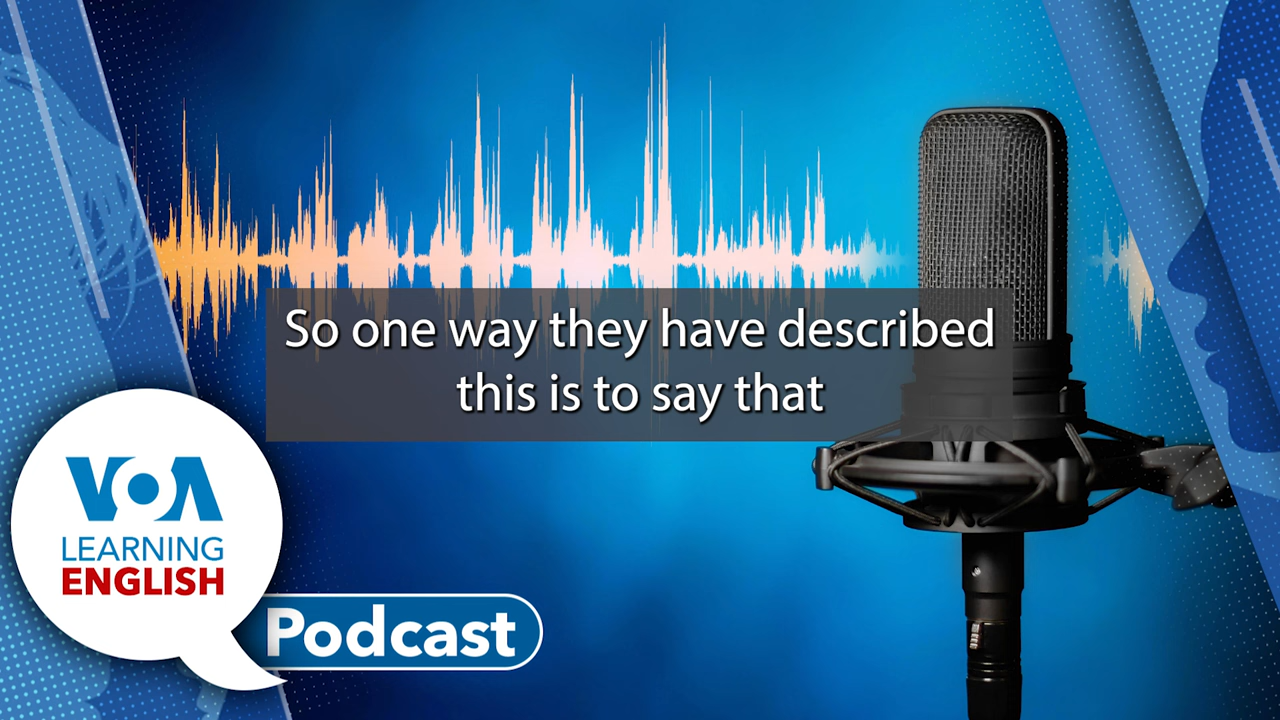 So one way they have described
this is to say that
VOA
LEARNING
ENGLISH
Podcast